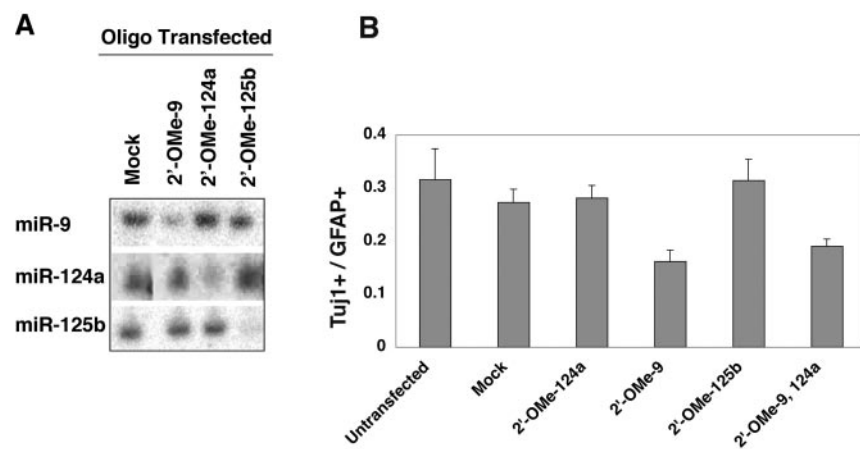 A
Oligo Transfected
Mock
2'-OMe-9
2'-OMe-124a
2'-OMe-125b
miR-9
miR-124a
miR-125b
B
Tuj1+ / GFAP+
0.4
0.3
0.2
0.1
0
Untransfected
Mock
2'-OMe-124a
2'-OMe-9
2'-OMe-125b
2'-OMe-9, 124a